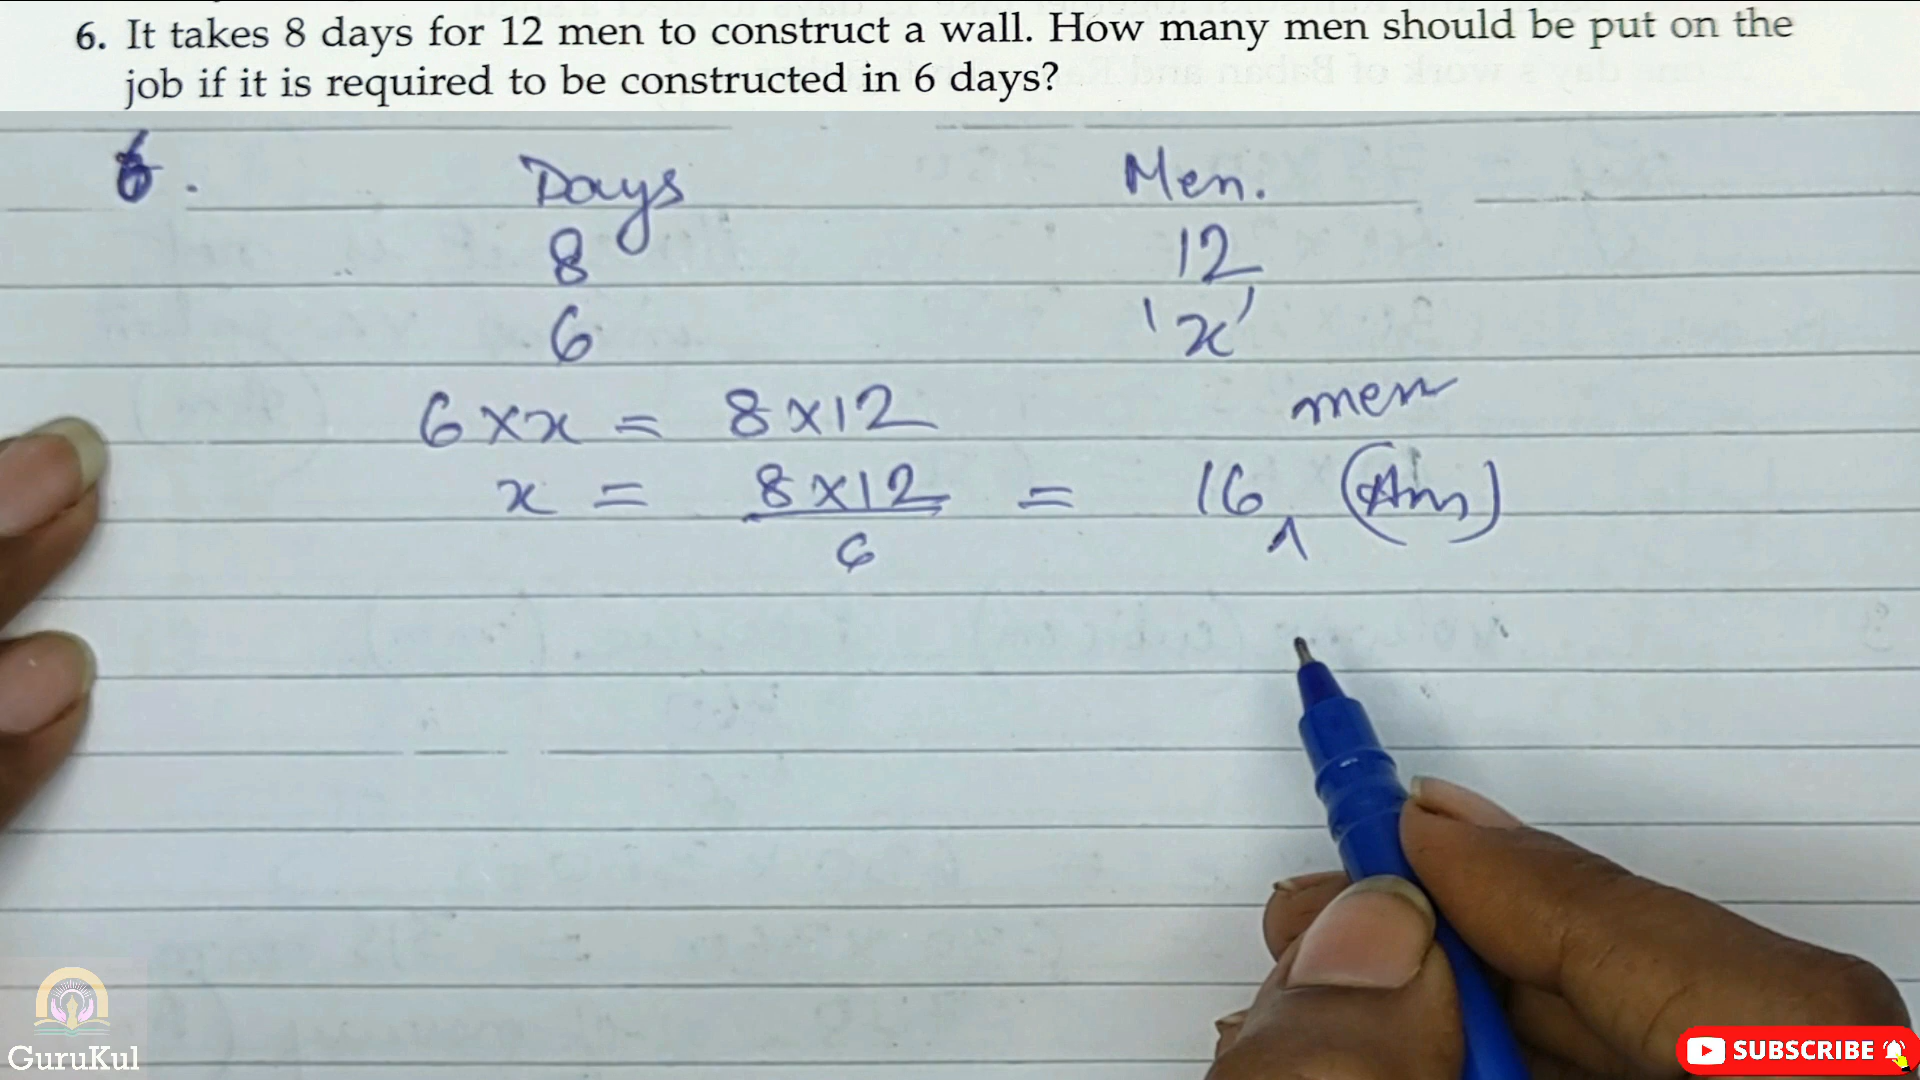 6. It takes 8 days for 12 men to construct a wall. How many men should be put on the
job if it is required to be constructed in 6 days?
6.
Days Men.
8 12
6 'x'
6 × x = 8 × 12
men
x = 8 × 12 / 6 = 16 ∧ (Ans)
GuruKul
SUBSCRIBE